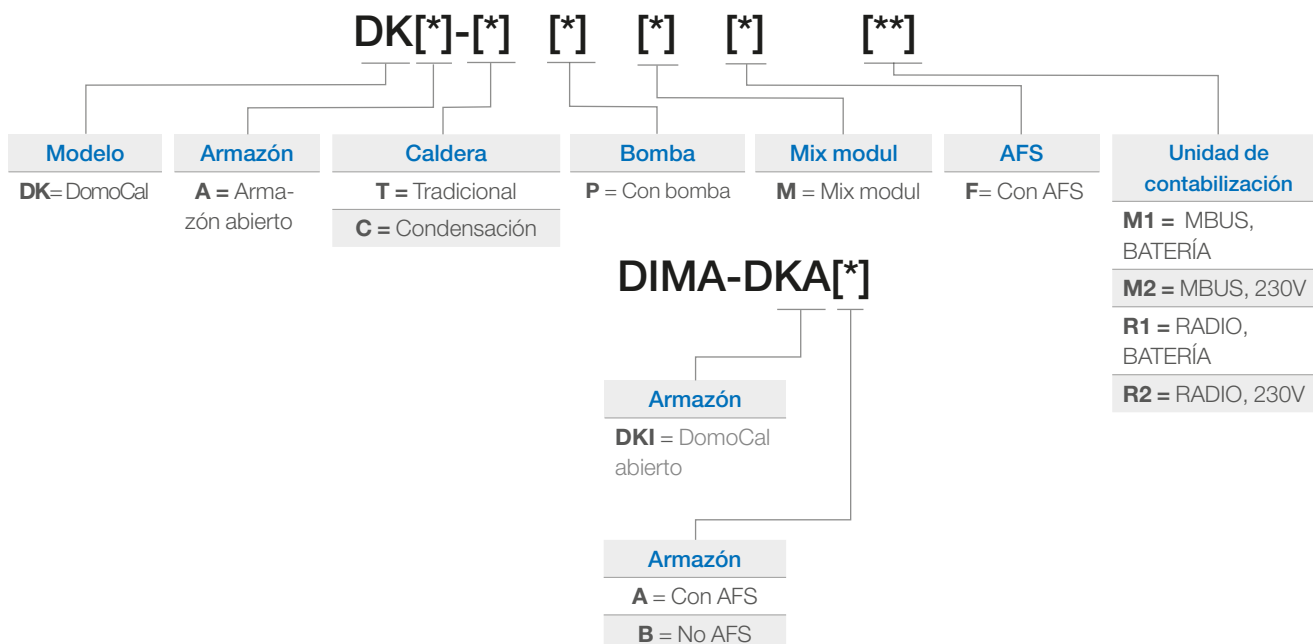 DK[*]-[*] [*] [*] [*] [**]
Modelo
DK= DomoCal
Armazón
A = Arma-
zón abierto
Caldera
T = Tradicional
C = Condensación
Bomba
P = Con bomba
Mix modul
M = Mix modul
AFS
F= Con AFS
Unidad de
contabilización
M1 = MBUS,
BATERÍA
M2 = MBUS, 230V
R1 = RADIO,
BATERÍA
R2 = RADIO, 230V
DIMA-DKA[*]
Armazón
DKI = DomoCal
abierto
Armazón
A = Con AFS
B = No AFS